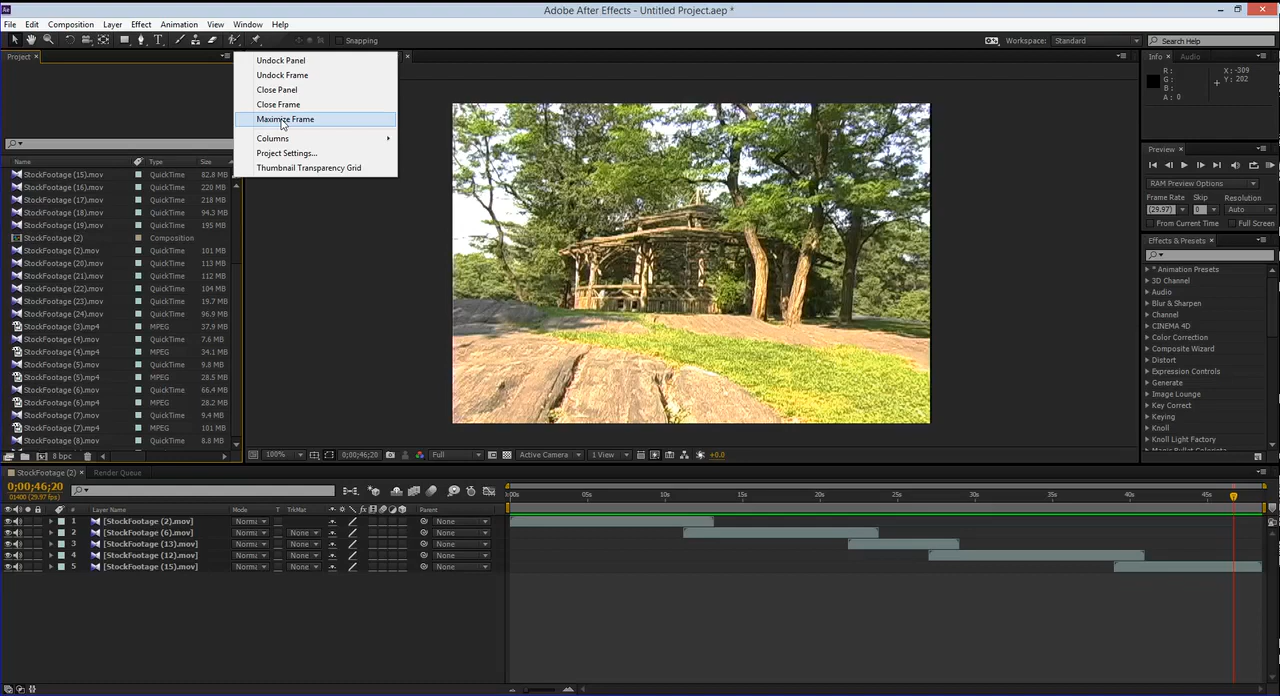 Adobe After Effects - Untitled Project.aep *
File Edit Composition Layer Effect Animation View Window Help
Snapping
Workspace: Standard
Search Help
Project ×
Undock Panel
Undock Frame
Close Panel
Close Frame
Maximize Frame
Columns
Project Settings...
Thumbnail Transparency Grid
Name Type Size
StockFootage (15).mov QuickTime 82.8 MB
StockFootage (16).mov QuickTime 220 MB
StockFootage (17).mov QuickTime 218 MB
StockFootage (18).mov QuickTime 94.3 MB
StockFootage (19).mov QuickTime 195 MB
StockFootage (2) Composition
StockFootage (2).mov QuickTime 101 MB
StockFootage (20).mov QuickTime 113 MB
StockFootage (21).mov QuickTime 112 MB
StockFootage (22).mov QuickTime 104 MB
StockFootage (23).mov QuickTime 19.7 MB
StockFootage (24).mov QuickTime 96.9 MB
StockFootage (3).mp4 MPEG 37.9 MB
StockFootage (4).mov QuickTime 7.9 MB
StockFootage (4).mp4 MPEG 34.1 MB
StockFootage (5).mov QuickTime 9.8 MB
StockFootage (5).mp4 MPEG 28.5 MB
StockFootage (6).mov QuickTime 66.4 MB
StockFootage (6).mp4 MPEG 28.2 MB
StockFootage (7).mov QuickTime 9.4 MB
StockFootage (7).mp4 MPEG 101 MB
StockFootage (8).mov QuickTime 8.8 MB
8 bpc
100% 0;00;46;20 Full Active Camera 1 View +0.0
Info × Audio
R: X: -309
G: Y: 202
B:
A: 0
Preview ×
RAM Preview Options
Frame Rate Skip Resolution
(29.97) 0 Auto
From Current Time Full Screen
Effects & Presets ×
* Animation Presets
3D Channel
Audio
Blur & Sharpen
Channel
CINEMA 4D
Color Correction
Composite Wizard
Distort
Expression Controls
Generate
Image Lounge
Key Correct
Keying
Knoll
Knoll Light Factory
StockFootage (2) × Render Queue
0;00;46;20
01400 (29.97 fps)
:00s 05s 10s 15s 20s 25s 30s 35s 40s 45s
# Layer Name Mode T TrkMat Parent
1 [StockFootage (2).mov] Norma None
2 [StockFootage (6).mov] Norma None None
3 [StockFootage (13).mov] Norma None None
4 [StockFootage (12).mov] Norma None None
5 [StockFootage (15).mov] Norma None None